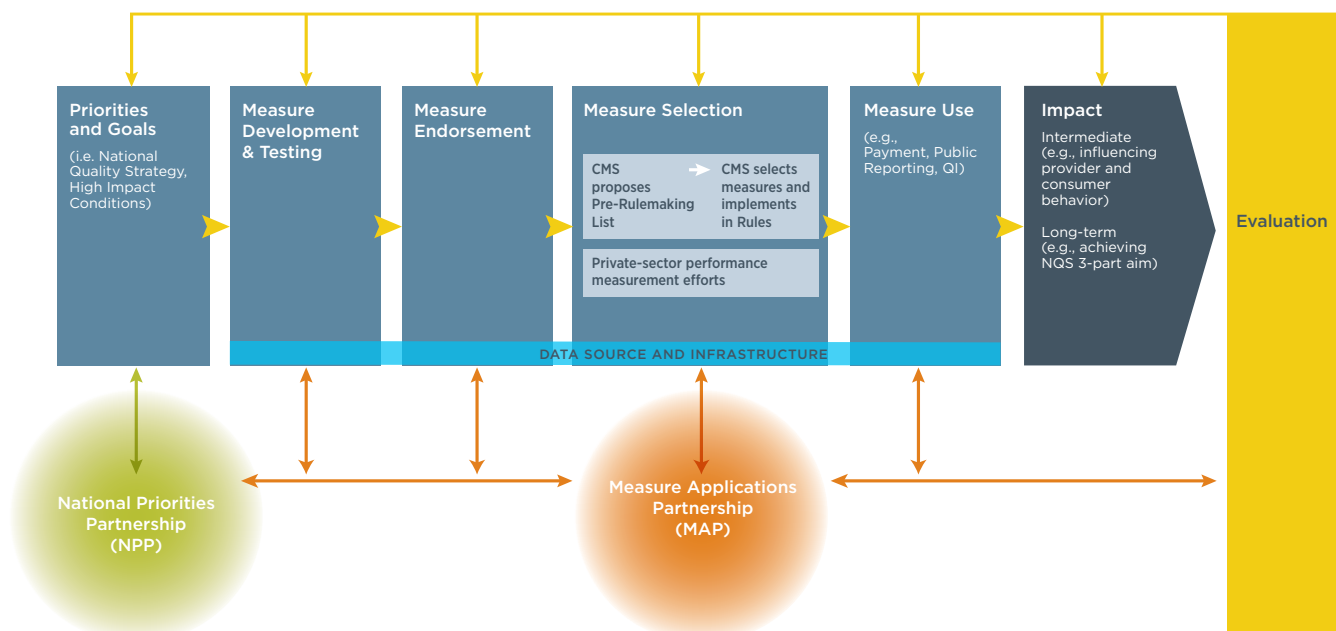 Priorities
and Goals
(i.e. National
Quality Strategy,
High Impact
Conditions)
Measure
Development
& Testing
Measure
Endorsement
Measure Selection
CMS
proposes
Pre-Rulemaking
List
CMS selects
measures and
implements
in Rules
Private-sector performance
measurement efforts
Measure Use
(e.g.,
Payment, Public
Reporting, QI)
Impact
Intermediate
(e.g., influencing
provider and
consumer
behavior)
Long-term
(e.g., achieving
NQS 3-part aim)
Evaluation
DATA SOURCE AND INFRASTRUCTURE
National Priorities
Partnership
(NPP)
Measure Applications
Partnership
(MAP)